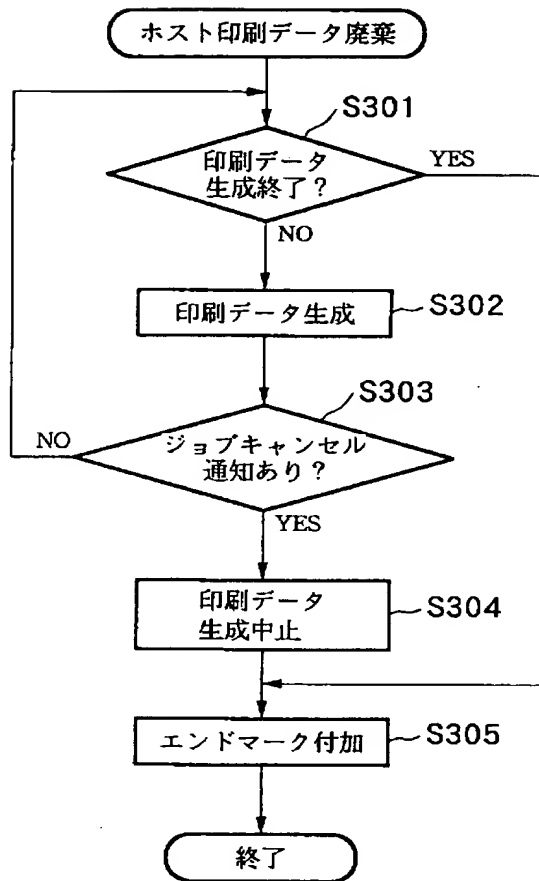 ホスト印刷データ廃棄
S301
印刷データ
生成終了？
YES
NO
印刷データ生成
S302
S303
NO
ジョブキャンセル
通知あり？
YES
印刷データ
生成中止
S304
エンドマーク付加
S305
終了